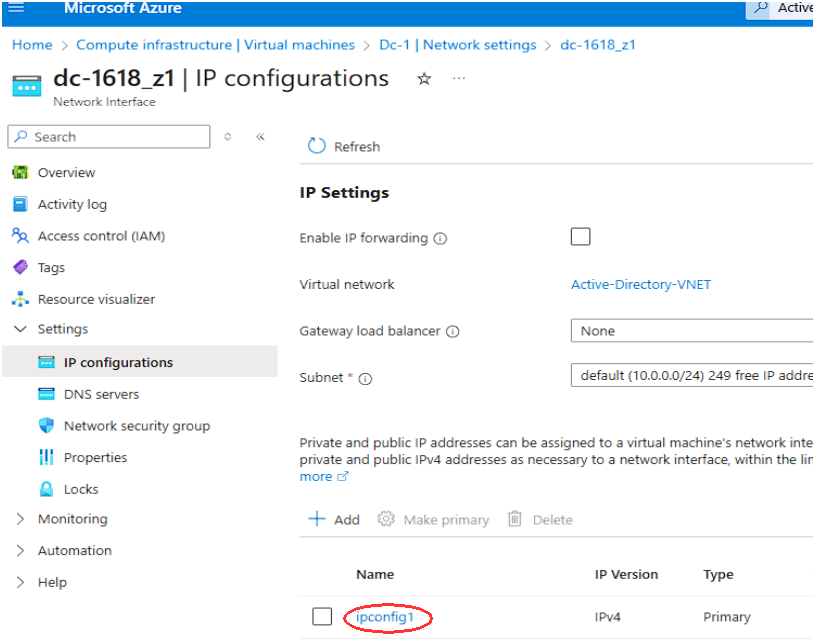 Microsoft Azure
Active
Home > Compute infrastructure | Virtual machines > Dc-1 | Network settings > dc-1618_z1
dc-1618_z1 | IP configurations
Network Interface
Search
Refresh
Overview
Activity log
Access control (IAM)
Tags
Resource visualizer
Settings
IP configurations
DNS servers
Network security group
Properties
Locks
Monitoring
Automation
Help
IP Settings
Enable IP forwarding
Virtual network Active-Directory-VNET
Gateway load balancer None
Subnet * default (10.0.0.0/24) 249 free IP addre
Private and public IP addresses can be assigned to a virtual machine's network inte
private and public IPv4 addresses as necessary to a network interface, within the lin
more
Add Make primary Delete
Name IP Version Type
ipconfig1 IPv4 Primary